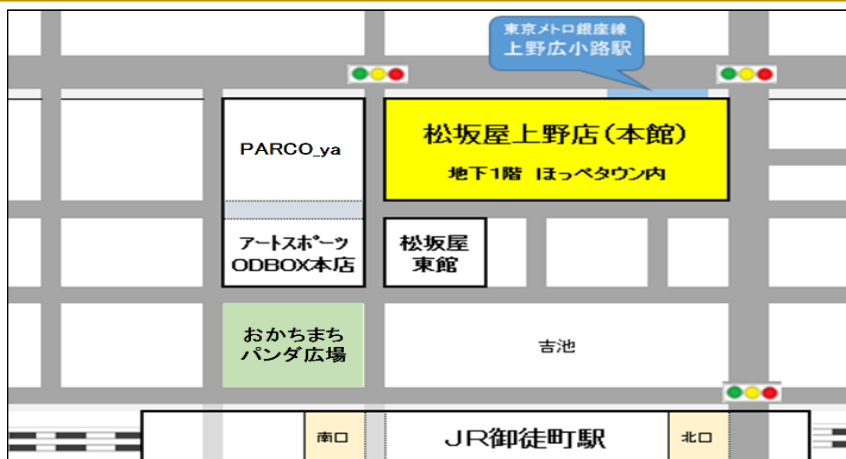 東京メトロ銀座線
上野広小路駅
PARCO_ya
松坂屋上野店(本館)
地下1階 ほっぺタウン内
アートスポーツ
ODBOX本店
松坂屋
東館
おかちまち
パンダ広場
吉池
南口
JR御徒町駅
北口